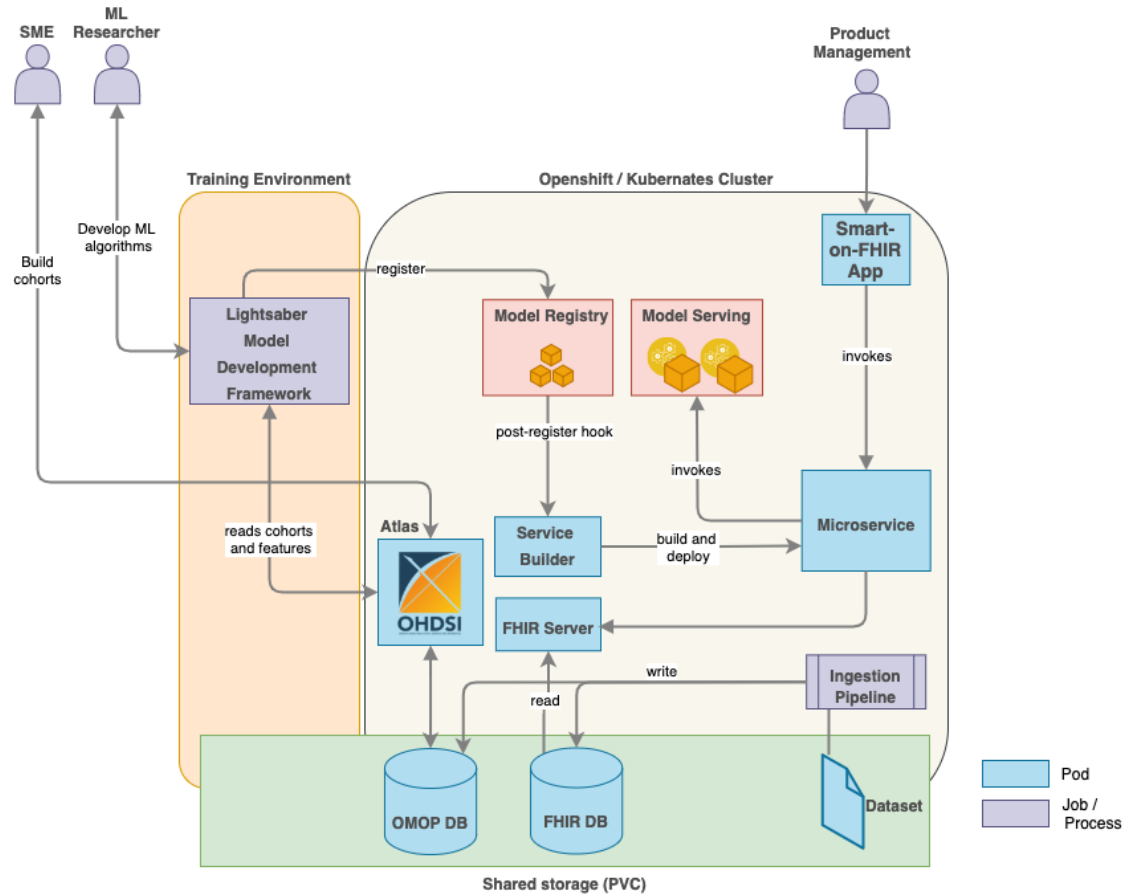 SME
ML
Researcher
Product
Management
Training Environment
Openshift / Kubernates Cluster
Develop ML
algorithms
Build
cohorts
register
Smart-
on-FHIR
App
Lightsaber
Model
Development
Framework
Model Registry
Model Serving
invokes
post-register hook
invokes
reads cohorts
and features
Atlas
OHDSI
Service
Builder
build and
deploy
Microservice
FHIR Server
write
read
Ingestion
Pipeline
OMOP DB
FHIR DB
Dataset
Pod
Job /
Process
Shared storage (PVC)